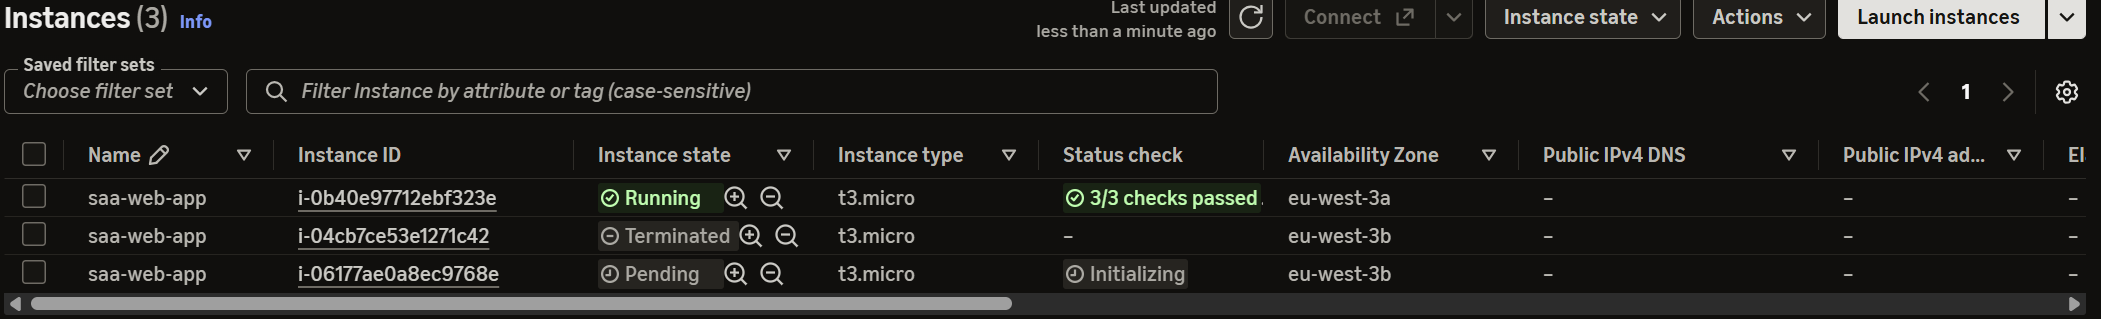 Instances (3) Info
Last updated
less than a minute ago
Connect
Instance state
Actions
Launch instances
Saved filter sets
Choose filter set
Filter Instance by attribute or tag (case-sensitive)
1
Name Instance ID Instance state Instance type Status check Availability Zone Public IPv4 DNS Public IPv4 ad... El
saa-web-app i-0b40e97712ebf323e Running t3.micro 3/3 checks passed eu-west-3a – – –
saa-web-app i-04cb7ce53e1271c42 Terminated t3.micro – eu-west-3b – – –
saa-web-app i-06177ae0a8ec9768e Pending t3.micro Initializing eu-west-3b – – –